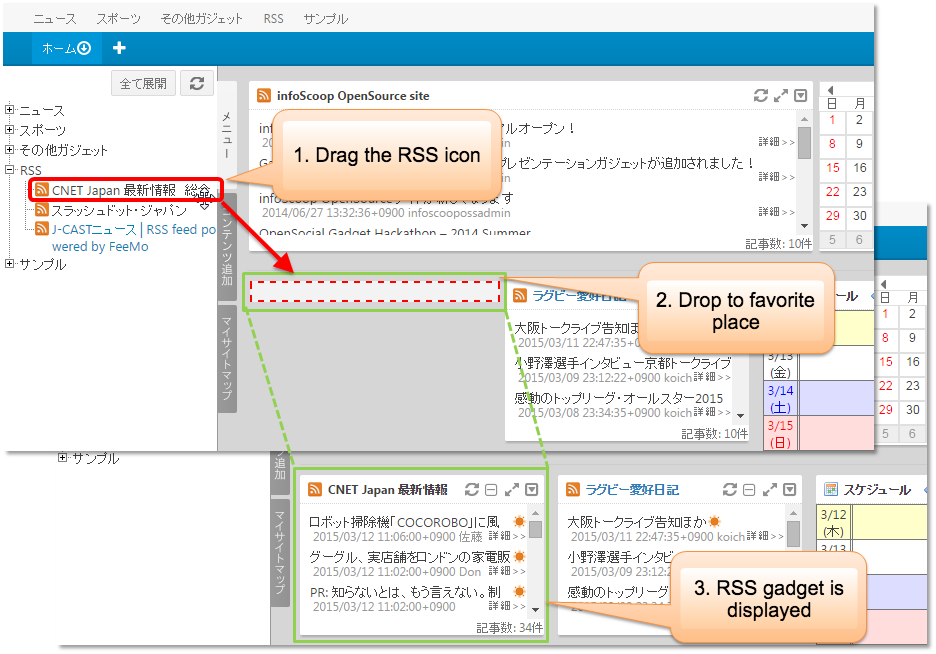 ニュース スポーツ その他ガジェット RSS サンプル
ホーム
全て展開
ニュース
スポーツ
その他ガジェット
RSS
CNET Japan 最新情報 総合
スラッシュドット・ジャパン
J-CASTニュース | RSS feed po
wered by FeeMo
サンプル
メニュー
コンテンツ追加
マイサイトマップ
infoScoop OpenSource site
アルオープン！
詳細>>
プレゼンテーションガジェットが追加されました！
詳細>>
infoScoop OpenSource
なります
2014/06/27 13:32:36+0900 infoscoopossadmin
詳細>>
OpenSocial Gadget Hackathon – 2014 Summer
記事数: 10件
日 月
1 2
8 9
15 16
22 23
29 30
5 6
1. Drag the RSS icon
2. Drop to favorite
place
ラグビー愛好日記
大阪トークライブ告知ほ
2015/03/11 22:47:35+0
小野澤選手インタビュー京都トークライブ
2015/03/09 23:12:22+0900 koich 詳細>>
感動のトップリーグ・オールスター2015
2015/03/08 23:34:35+0900 koich 詳細>>
記事数: 10件
ール
3/13
(金)
3/14
(土)
3/15
(日)
日 月
1 2
8 9
15 16
22 23
29 30
5 6
サンプル
追加
マイサイトマップ
CNET Japan 最新情報
ロボット掃除機「COCOROBO」に風
2015/03/12 11:06:00+0900 佐藤 詳細>>
グーグル、実店舗をロンドンの家電販
2015/03/12 11:02:00+0900 Don 詳細>>
PR: 知らないとは、もう言えない。制
2015/03/12 11:02:00+0900 詳細>>
記事数: 34件
ラグビー愛好日記
大阪トークライブ告知ほか
2015/03/11 22:47:35+0900 koich 詳細>>
小野澤選手インタビ
2015/03/09 23:12:
感動のトップリーグ
スケジュール
3/12
(木)
3/13
3. RSS gadget is
displayed